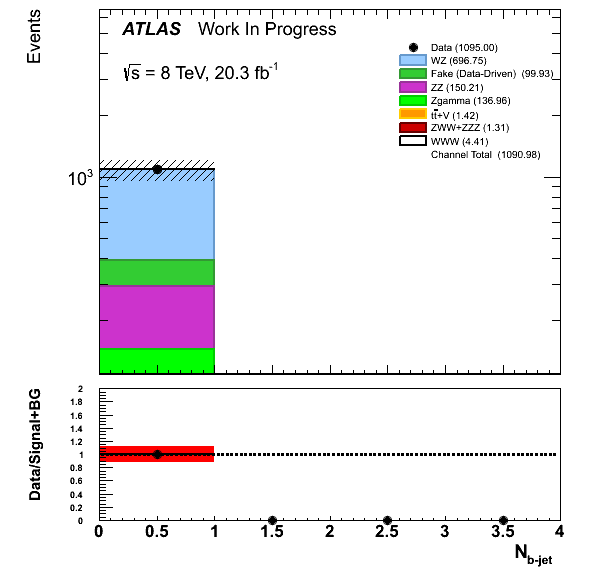 Events
ATLAS Work In Progress
√s = 8 TeV, 20.3 fb⁻¹
Data (1095.00)
WZ (696.75)
Fake (Data-Driven) (99.93)
ZZ (150.21)
Zgamma (136.96)
tt̄+V (1.42)
ZWW+ZZZ (1.31)
WWW (4.41)
Channel Total (1090.98)
10³
Data/Signal+BG
2
1.8
1.6
1.4
1.2
1
0.8
0.6
0.4
0.2
0
0 0.5 1 1.5 2 2.5 3 3.5 4
N_b-jet